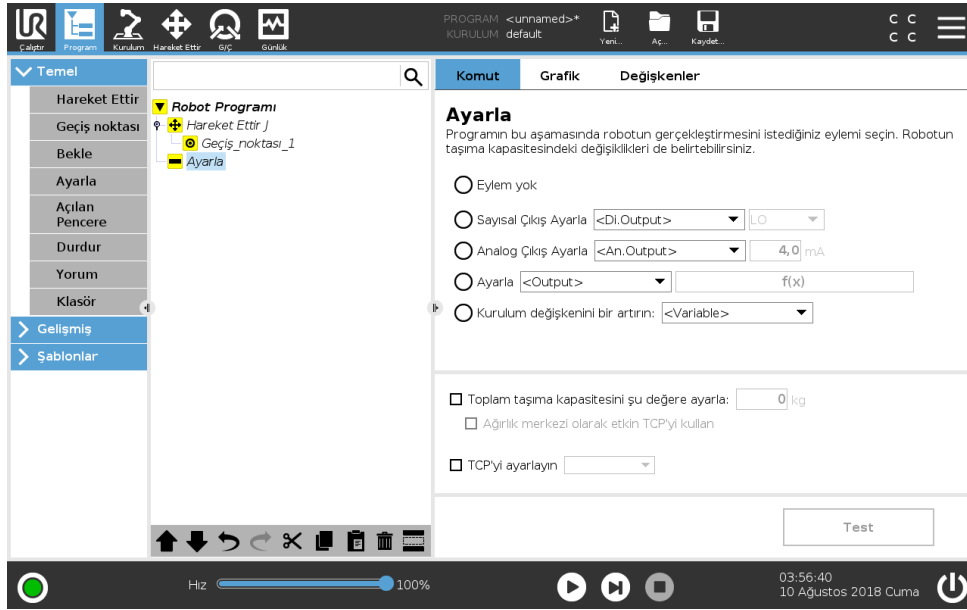 PROGRAM <unnamed>*
KURULUM default
Çalıştır
Program
Kurulum
Hareket Ettir
G/Ç
Günlük
Yeni...
Aç...
Kaydet...
C C
C C
Temel
Hareket Ettir
Geçiş noktası
Bekle
Ayarla
Açılan
Pencere
Durdur
Yorum
Klasör
Gelişmiş
Şablonlar
Robot Programı
Hareket Ettir J
Geçiş_noktası_1
Ayarla
Komut
Grafik
Değişkenler
Ayarla
Programın bu aşamasında robotun gerçekleştirmesini istediğiniz eylemi seçin. Robotun
taşıma kapasitesindeki değişiklikleri de belirtebilirsiniz.
Eylem yok
Sayısal Çıkış Ayarla <Di.Output> LO
Analog Çıkış Ayarla <An.Output> 4,0 mA
Ayarla <Output> f(x)
Kurulum değişkenini bir artırın: <Variable>
Toplam taşıma kapasitesini şu değere ayarla: 0 kg
Ağırlık merkezi olarak etkin TCP'yi kullan
TCP'yi ayarlayın
Test
Hız 100%
03:56:40
10 Ağustos 2018 Cuma